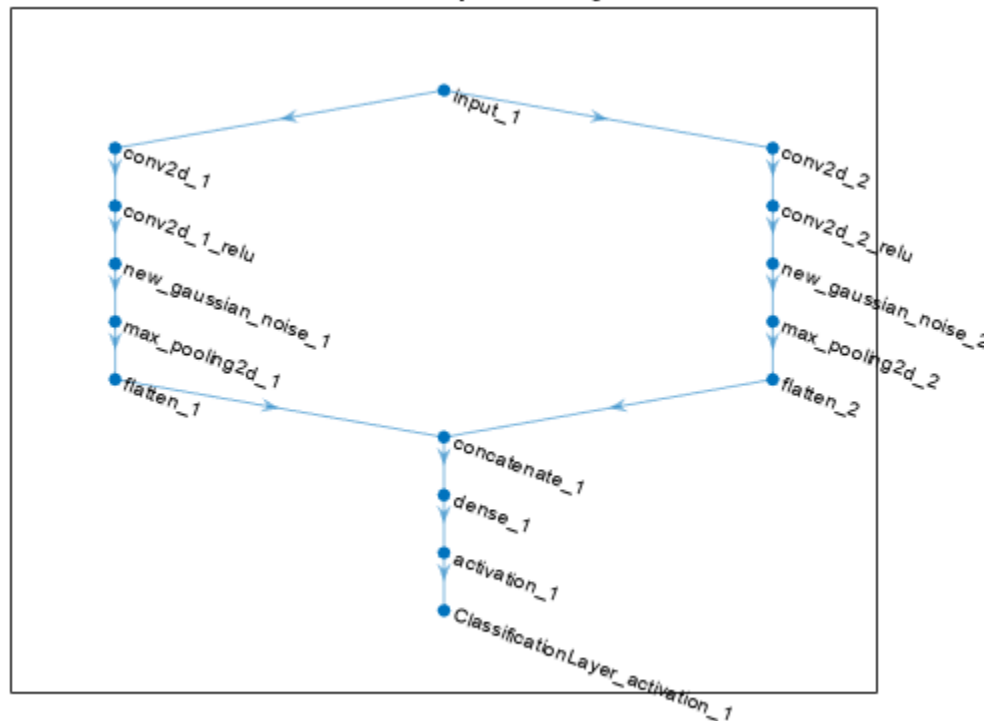 input_1
conv2d_1
conv2d_1_relu
new_gaussian_noise_1
max_pooling2d_1
flatten_1
conv2d_2
conv2d_2_relu
new_gaussian_noise_2
max_pooling2d_2
flatten_2
concatenate_1
dense_1
activation_1
ClassificationLayer_activation_1